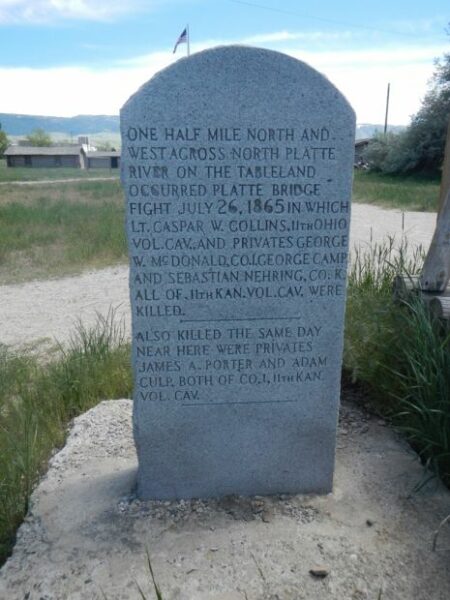 ONE HALF MILE NORTH AND
WEST ACROSS NORTH PLATTE
RIVER ON THE TABLELAND
OCCURRED PLATTE BRIDGE
FIGHT JULY 26, 1865 IN WHICH
LT. CASPAR W. COLLINS, 11TH OHIO
VOL. CAV. AND PRIVATES GEORGE
W. McDONALD, CO. I. GEORGE CAMP
AND SEBASTIAN NEHRING, CO. K.
ALL OF 11TH KAN. VOL. CAV. WERE
KILLED.
ALSO KILLED THE SAME DAY
NEAR HERE WERE PRIVATES
JAMES A. PORTER AND ADAM
CULP, BOTH OF CO. I, 11TH KAN.
VOL. CAV.